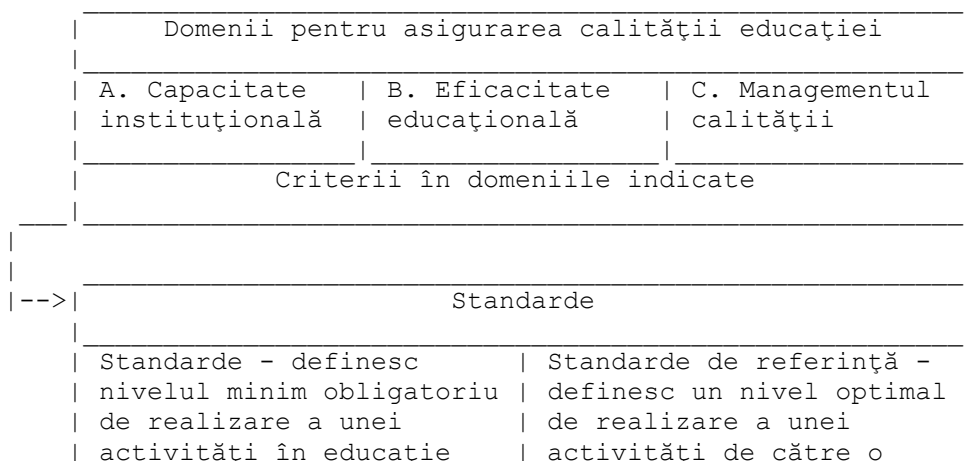 Domenii pentru asigurarea calităţii educaţiei
A. Capacitate | B. Eficacitate | C. Managementul
instituţională | educaţională | calităţii
Criterii în domeniile indicate
Standarde
Standarde - definesc | Standarde de referinţă -
nivelul minim obligatoriu | definesc un nivel optimal
de realizare a unei | de realizare a unei
activităţi în educaţie | activităţi de către o